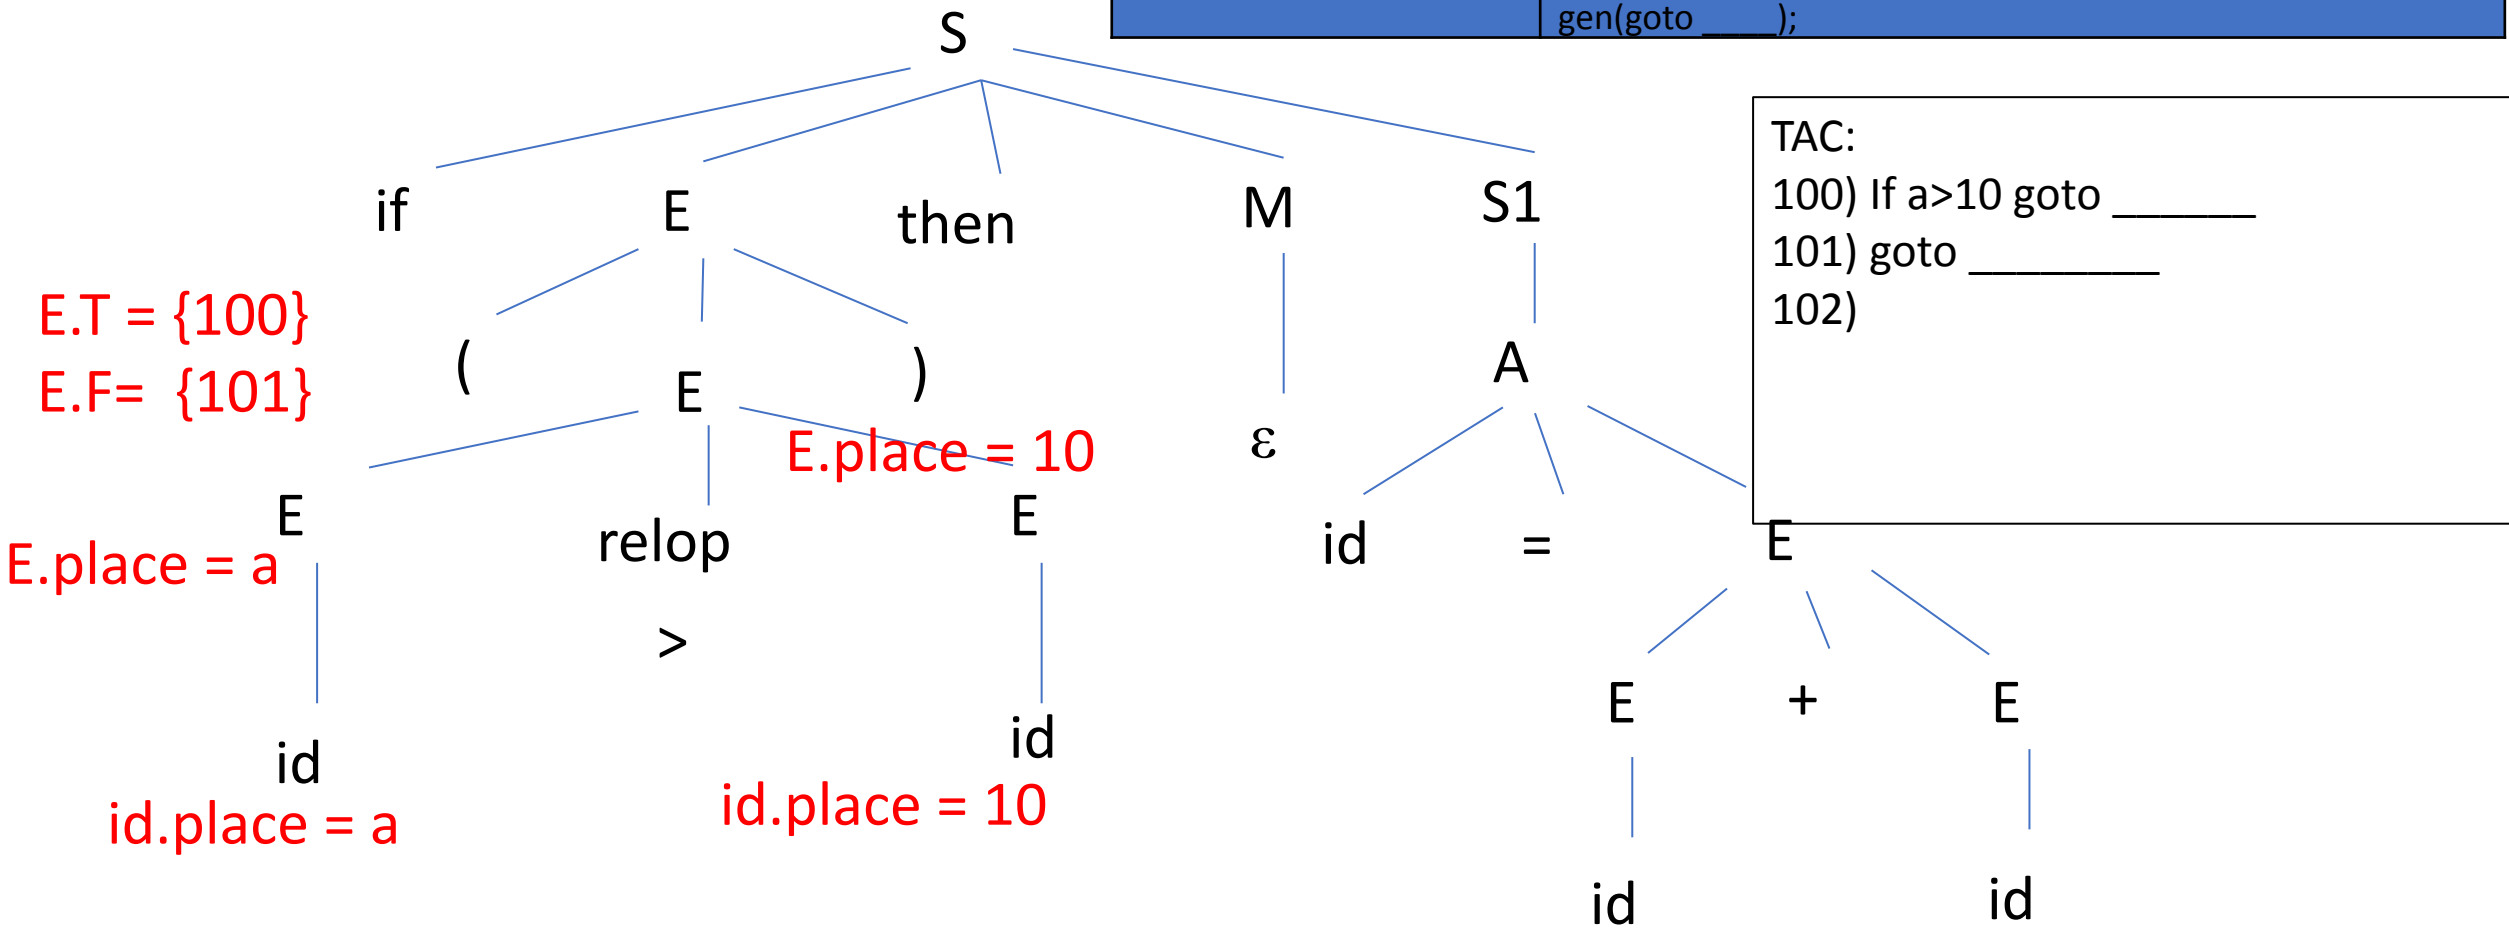 gen(goto _____);
S
TAC:
100) If a>10 goto ______
101) goto ________
102)
if E then M S1
E.T = {100}
E.F= {101}
( E ) A
E.place = 10
ε
E relop E id = E
E.place = a
>
E + E
id id
id.place = a
id.place = 10
id id